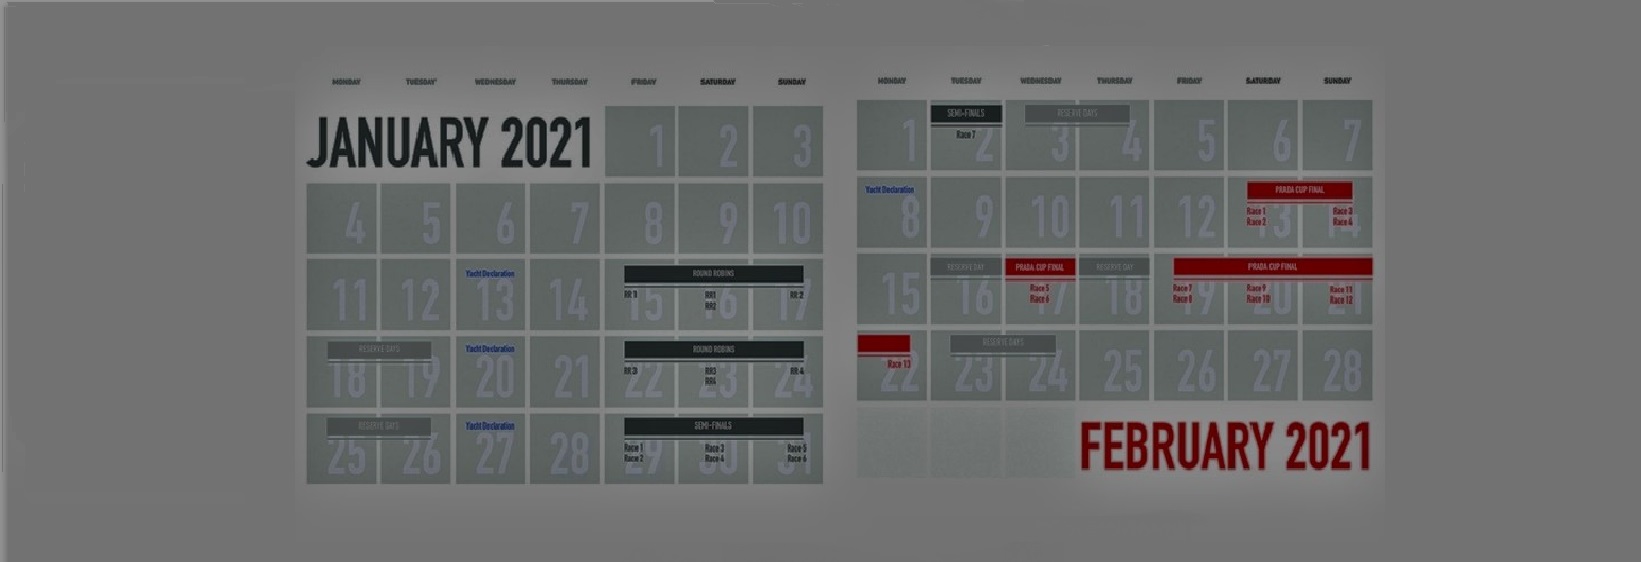 MONDAY TUESDAY WEDNESDAY THURSDAY FRIDAY SATURDAY SUNDAY
JANUARY 2021 1 2 3
4 5 6 7 8 9 10
Yacht Declaration ROUND ROBINS
11 12 13 14 15 16 17
RR1 RR1 RR2
RR2
RESERVE DAYS Yacht Declaration ROUND ROBINS
18 19 20 21 22 23 24
RR3 RR3 RR4
RR4
RESERVE DAYS Yacht Declaration SEMI-FINALS
25 26 27 28 29 30 31
Race 1 Race 3 Race 5
Race 2 Race 4 Race 6
MONDAY TUESDAY WEDNESDAY THURSDAY FRIDAY SATURDAY SUNDAY
SEMI-FINALS RESERVE DAYS
Race 7
1 2 3 4 5 6 7
Yacht Declaration PRADA CUP FINAL
8 9 10 11 12 13 14
Race 1 Race 3
Race 2 Race 4
RESERVE DAY PRADA CUP FINAL RESERVE DAY PRADA CUP FINAL
15 16 17 18 19 20 21
Race 5 Race 7 Race 9 Race 11
Race 6 Race 8 Race 10 Race 12
RESERVE DAYS
Race 13
22 23 24 25 26 27 28
FEBRUARY 2021